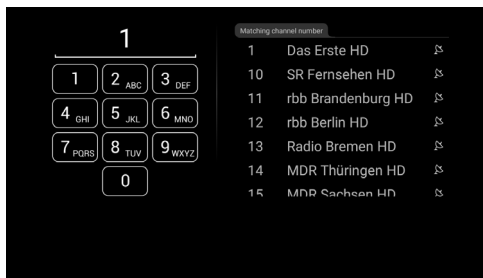 1
1
2 ABC
3 DEF
4 GHI
5 JKL
6 MNO
7 PQRS
8 TUV
9 WXYZ
0
Matching channel number
1 Das Erste HD
10 SR Fernsehen HD
11 rbb Brandenburg HD
12 rbb Berlin HD
13 Radio Bremen HD
14 MDR Thüringen HD
15 MDR Sachsen HD